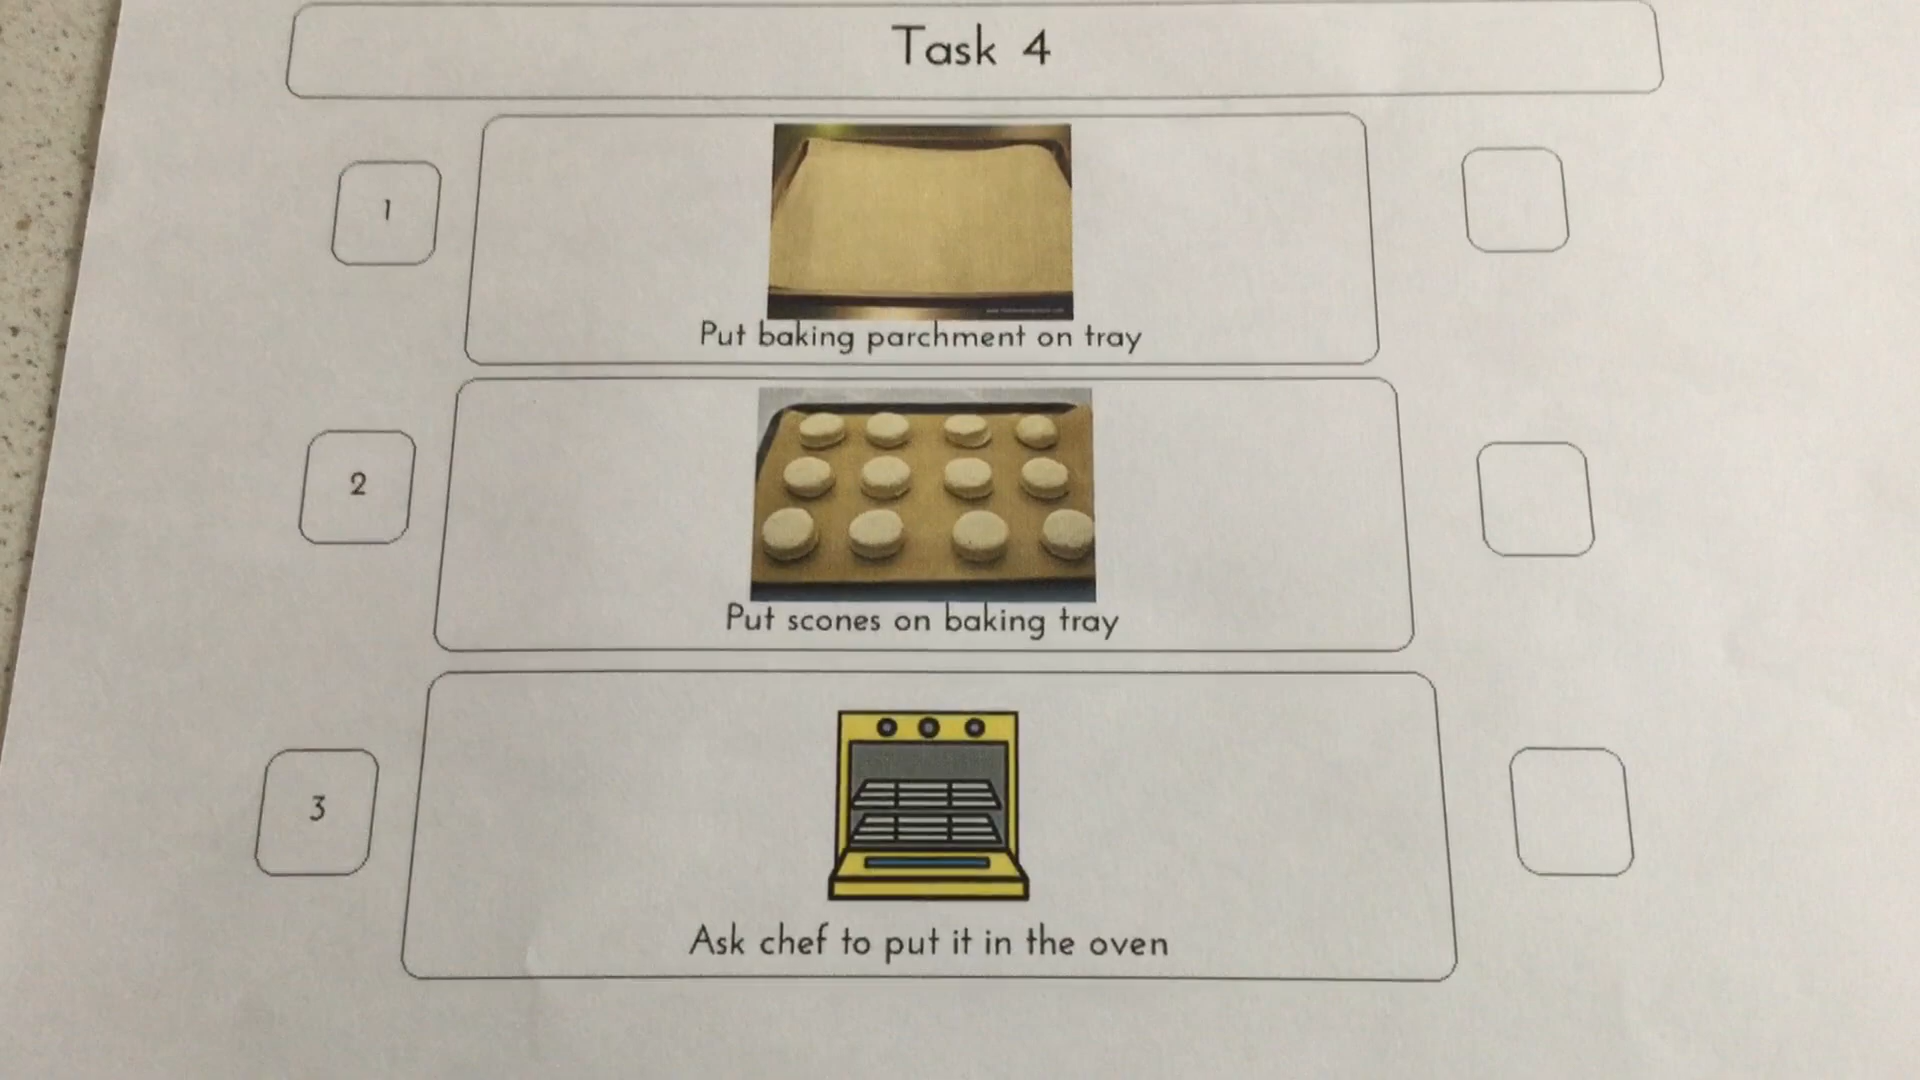 Task 4
1
Put baking parchment on tray
2
Put scones on baking tray
3
Ask chef to put it in the oven